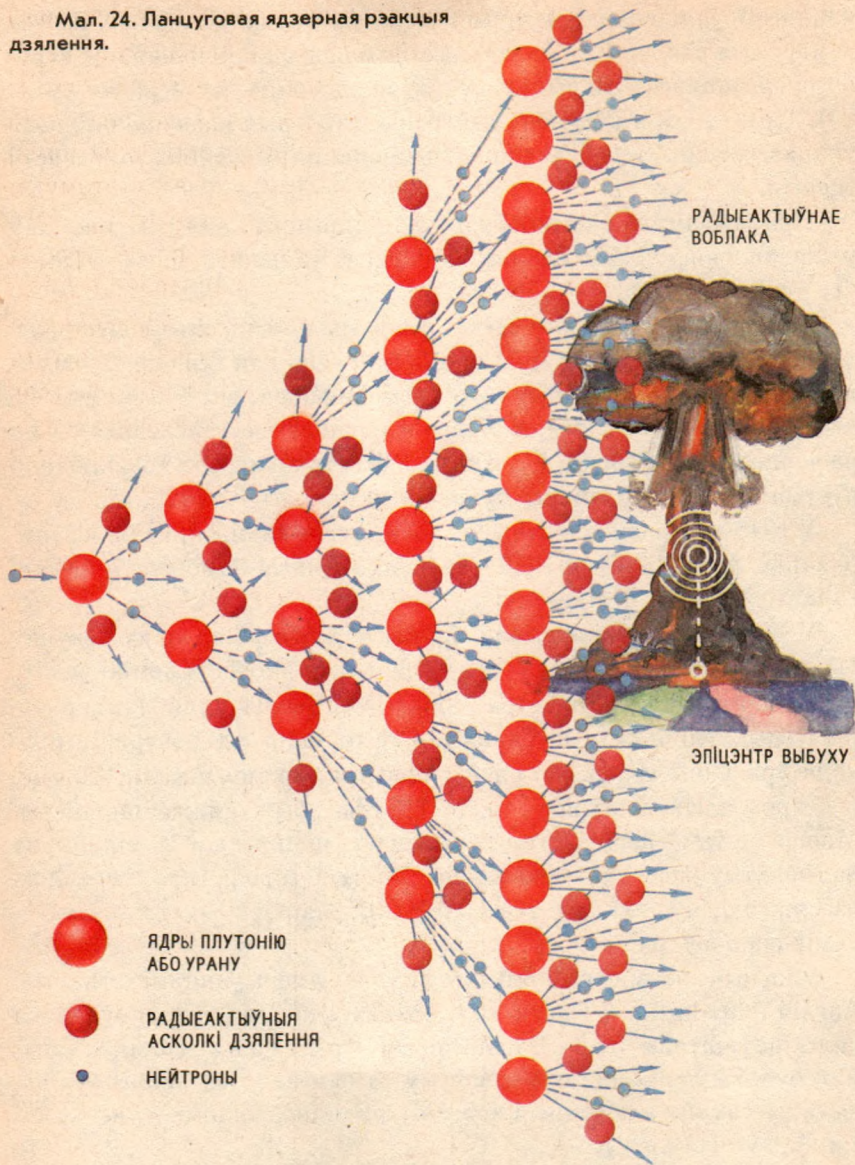 Мал. 24. Ланцуговая ядзерная рэакцыя
дзялення.
РАДЫЕАКТЫЎНАЕ
ВОБЛАКА
ЭПІЦЭНТР ВЫБУХУ
ЯДРЫ ПЛУТОНІЮ
АБО УРАНУ
РАДЫЕАКТЫЎНЫЯ
АСКОЛКІ ДЗЯЛЕННЯ
НЕЙТРОНЫ